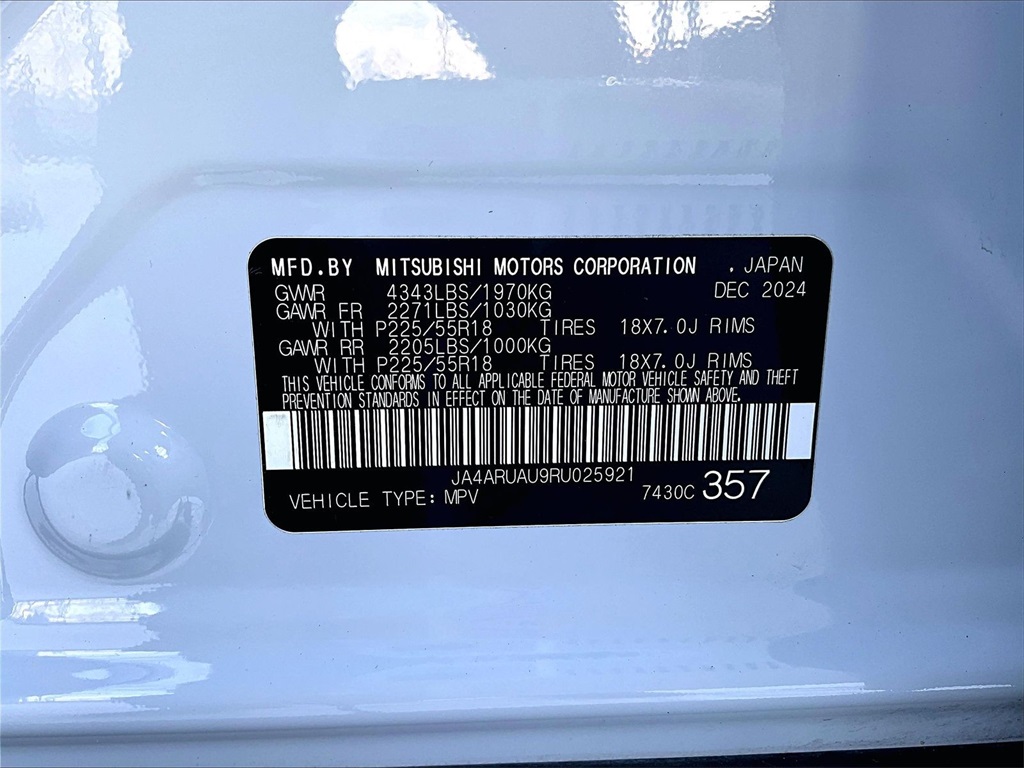 MFD.BY MITSUBISHI MOTORS CORPORATION . JAPAN
GVWR 4343LBS/1970KG DEC 2024
GAWR FR 2271LBS/1030KG
WITH P225/55R18 TIRES 18X7.0J RIMS
GAWR RR 2205LBS/1000KG
WITH P225/55R18 TIRES 18X7.0J RIMS
THIS VEHICLE CONFORMS TO ALL APPLICABLE FEDERAL MOTOR VEHICLE SAFETY AND THEFT
PREVENTION STANDARDS IN EFFECT ON THE DATE OF MANUFACTURE SHOWN ABOVE.
JA4ARUAU9RU025921
VEHICLE TYPE: MPV 7430C 357